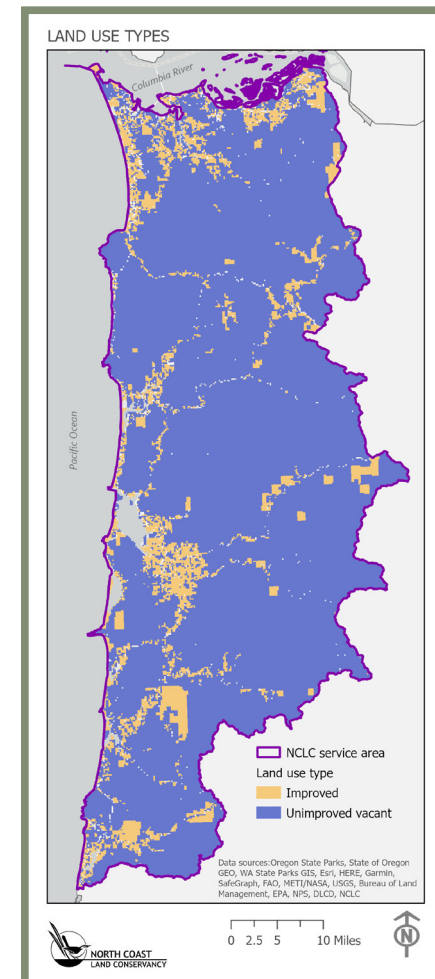 LAND USE TYPES
Columbia River
Pacific Ocean
NCLC service area
Land use type
Improved
Unimproved vacant
Data sources:Oregon State Parks, State of Oregon
GEO, WA State Parks GIS, Esri, HERE, Garmin,
SafeGraph, FAO, METI/NASA, USGS, Bureau of Land
Management, EPA, NPS, DLCD, NCLC
NORTH COAST
LAND CONSERVANCY
0 2.5 5 10 Miles
N